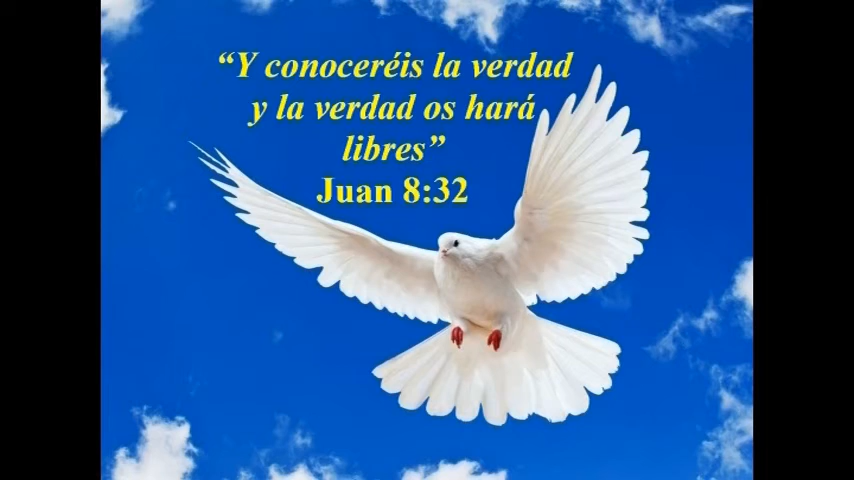 “Y conoceréis la verdad
y la verdad os hará
libres”
Juan 8:32